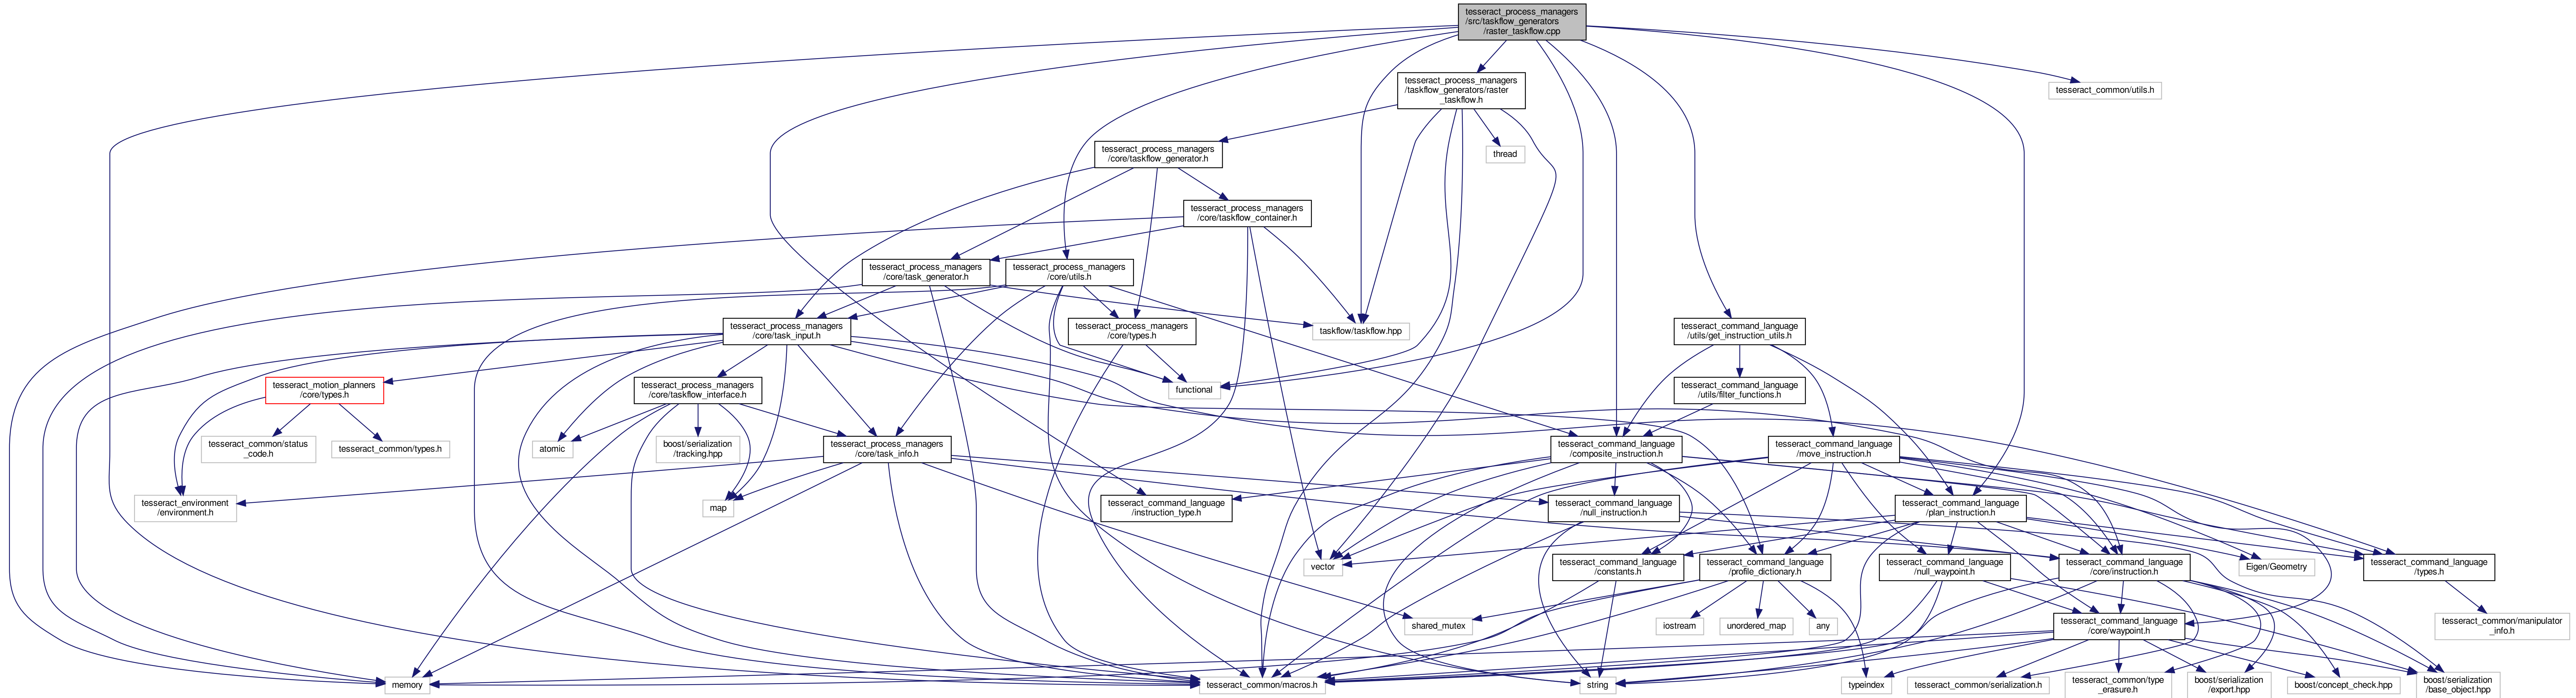 tesseract_process_managers
/src/taskflow_generators
/raster_taskflow.cpp
tesseract_process_managers
/taskflow_generators/raster
_taskflow.h
tesseract_common/utils.h
tesseract_process_managers
/core/taskflow_generator.h
thread
tesseract_process_managers
/core/taskflow_container.h
tesseract_process_managers
/core/task_generator.h
tesseract_process_managers
/core/utils.h
tesseract_process_managers
/core/task_input.h
tesseract_process_managers
/core/types.h
taskflow/taskflow.hpp
tesseract_command_language
/utils/get_instruction_utils.h
tesseract_motion_planners
/core/types.h
tesseract_process_managers
/core/taskflow_interface.h
functional
tesseract_command_language
/utils/filter_functions.h
tesseract_common/status
_code.h
tesseract_common/types.h
atomic
boost/serialization
/tracking.hpp
tesseract_process_managers
/core/task_info.h
tesseract_command_language
/composite_instruction.h
tesseract_command_language
/move_instruction.h
tesseract_environment
/environment.h
map
tesseract_command_language
/instruction_type.h
tesseract_command_language
/null_instruction.h
tesseract_command_language
/plan_instruction.h
vector
tesseract_command_language
/constants.h
tesseract_command_language
/profile_dictionary.h
tesseract_command_language
/null_waypoint.h
tesseract_command_language
/core/instruction.h
Eigen/Geometry
tesseract_command_language
/types.h
shared_mutex
iostream
unordered_map
any
tesseract_command_language
/core/waypoint.h
tesseract_common/manipulator
_info.h
memory
tesseract_common/macros.h
string
typeindex
tesseract_common/serialization.h
tesseract_common/type
_erasure.h
boost/serialization
/export.hpp
boost/concept_check.hpp
boost/serialization
/base_object.hpp